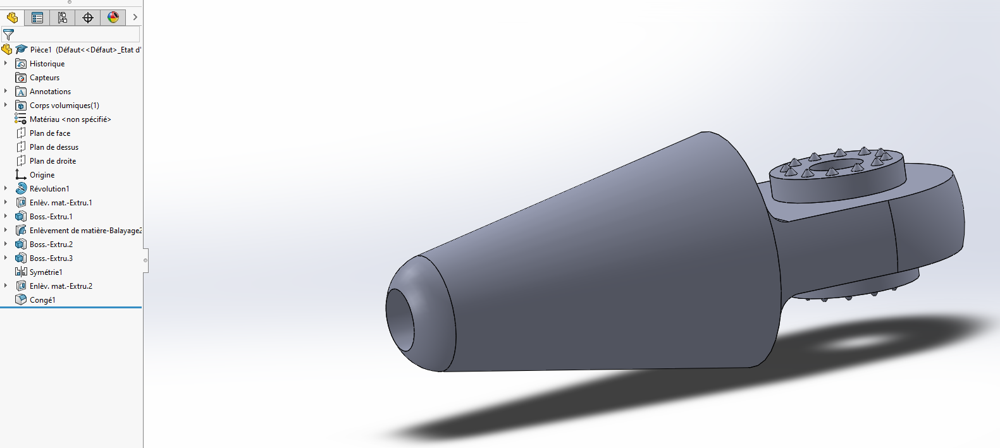 Pièce1 (Défaut<<Défaut>_Etat d'
Historique
Capteurs
Annotations
Corps volumiques(1)
Matériau <non spécifié>
Plan de face
Plan de dessus
Plan de droite
Origine
Révolution1
Enlèv. mat.-Extru.1
Boss.-Extru.1
Enlèvement de matière-Balayage2
Boss.-Extru.2
Boss.-Extru.3
Symétrie1
Enlèv. mat.-Extru.2
Congé1